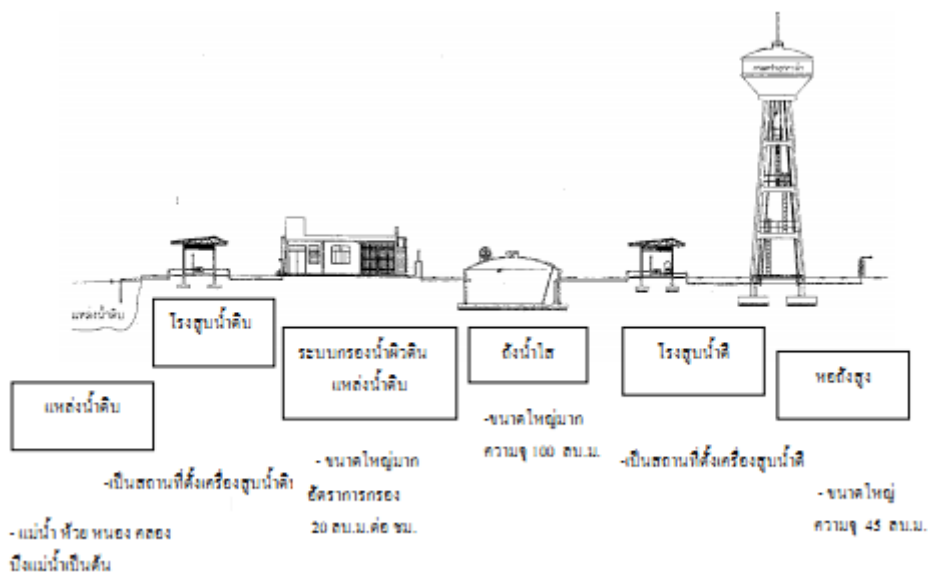 แหล่งน้ำดิบ
โรงสูบน้ำดิบ
ระบบกรองน้ำผิวดิน
แหล่งน้ำดิบ
ถังน้ำใส
โรงสูบน้ำดี
หอถังสูง
แหล่งน้ำดิบ
-ขนาดใหญ่มาก
ความจุ 100 ลบ.ม.
-เป็นสถานที่ตั้งเครื่องสูบน้ำดิบ
- ขนาดใหญ่มาก
อัตราการกรอง
20 ลบ.ม.ต่อ ชม.
-เป็นสถานที่ตั้งเครื่องสูบน้ำดี
- ขนาดใหญ่
ความจุ 45 ลบ.ม.
- แม่น้ำ ห้วย หนอง คลอง
บึงแม่น้ำเป็นต้น